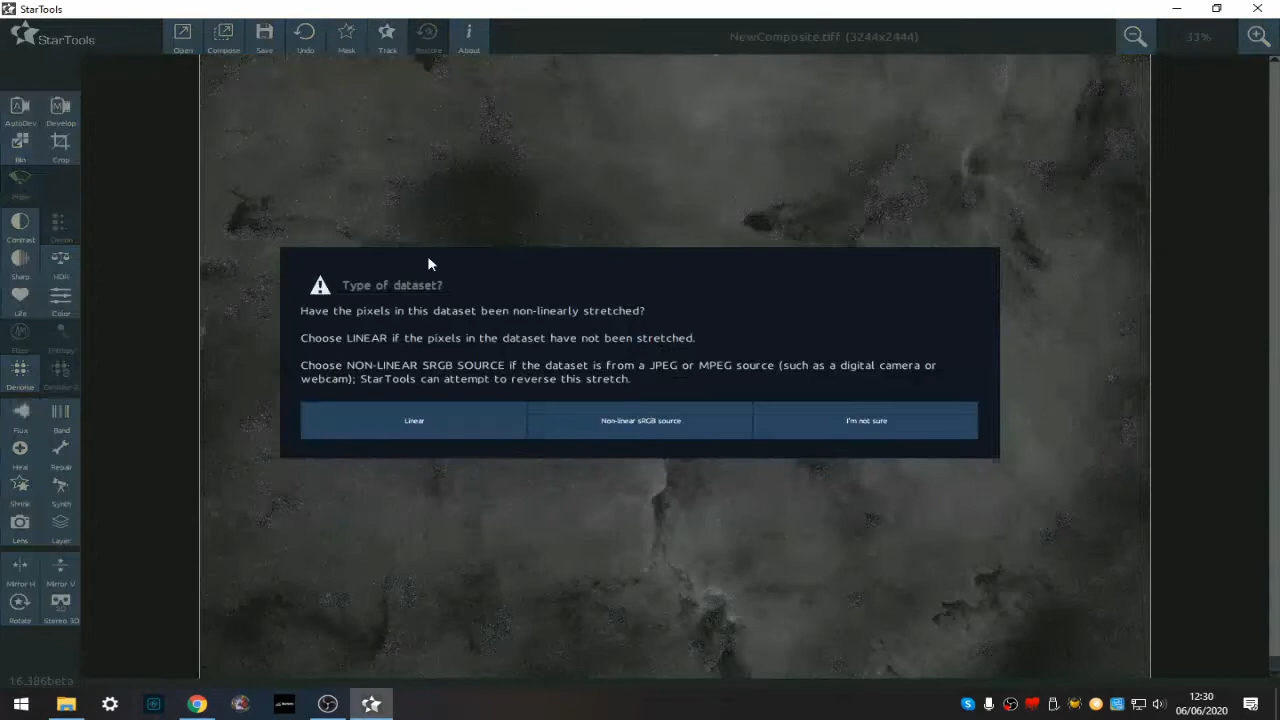 StarTools
StarTools
Open
Compose
Save
Undo
Mask
Track
Restore
About
NewComposite.tiff (3244x2444)
33%
AutoDev
Develop
Bin
Crop
Wipe
Contrast
Decon
Sharp
HDR
Life
Color
Filter
Entropy
Denoise
Flux
Band
Heal
Repair
Shrink
Synth
Lens
Layer
Mirror H
Mirror V
Rotate
Stereo 3D
1.6.386beta
Type of dataset?
Have the pixels in this dataset been non-linearly stretched?
Choose LINEAR if the pixels in the dataset have not been stretched.
Choose NON-LINEAR SRGB SOURCE if the dataset is from a JPEG or MPEG source (such as a digital camera or
webcam); StarTools can attempt to reverse this stretch.
Linear
Non-linear sRGB source
I'm not sure
12:30
06/06/2020